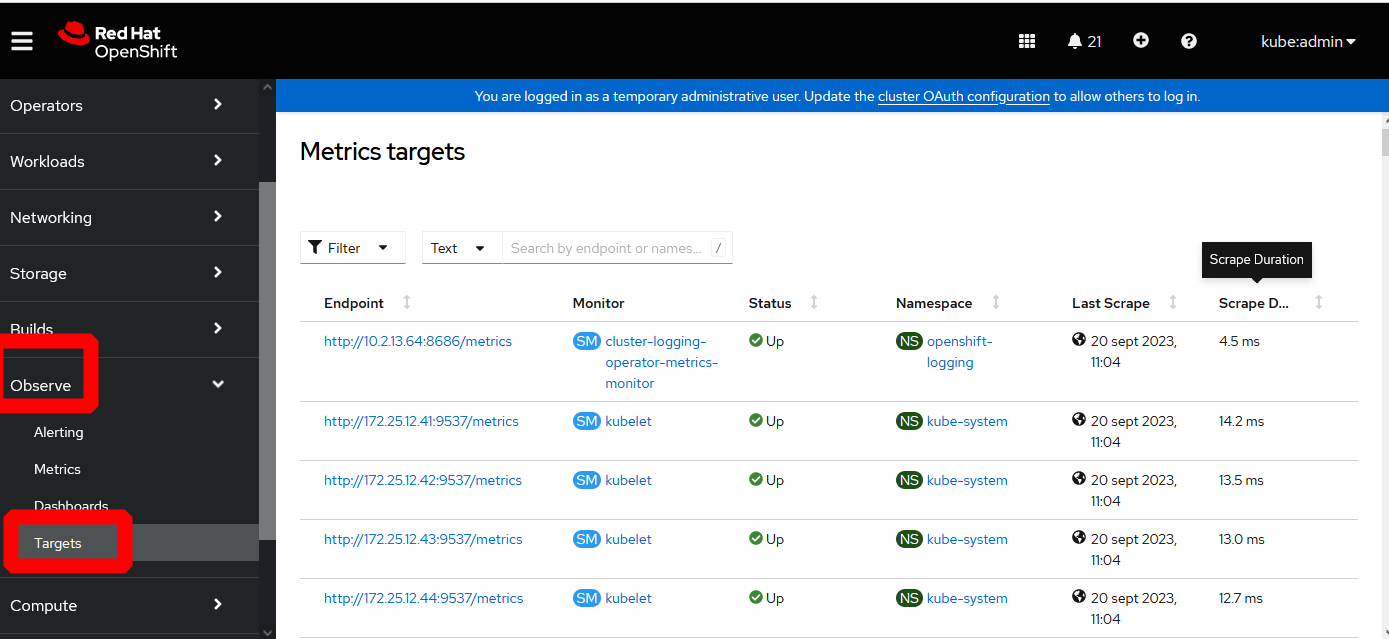 Red Hat
OpenShift
21
kube:admin
Operators
Workloads
Networking
Storage
Builds
Observe
Alerting
Metrics
Dashboards
Targets
Compute
You are logged in as a temporary administrative user. Update the cluster OAuth configuration to allow others to log in.
Metrics targets
Filter
Text
Search by endpoint or names...
/
Scrape Duration
Endpoint Monitor Status Namespace Last Scrape Scrape D...
http://10.2.13.64:8686/metrics SM cluster-logging- Up NS openshift- 20 sept 2023, 4.5 ms
operator-metrics- logging 11:04
monitor
http://172.25.12.41:9537/metrics SM kubelet Up NS kube-system 20 sept 2023, 14.2 ms
11:04
http://172.25.12.42:9537/metrics SM kubelet Up NS kube-system 20 sept 2023, 13.5 ms
11:04
http://172.25.12.43:9537/metrics SM kubelet Up NS kube-system 20 sept 2023, 13.0 ms
11:04
http://172.25.12.44:9537/metrics SM kubelet Up NS kube-system 20 sept 2023, 12.7 ms
11:04